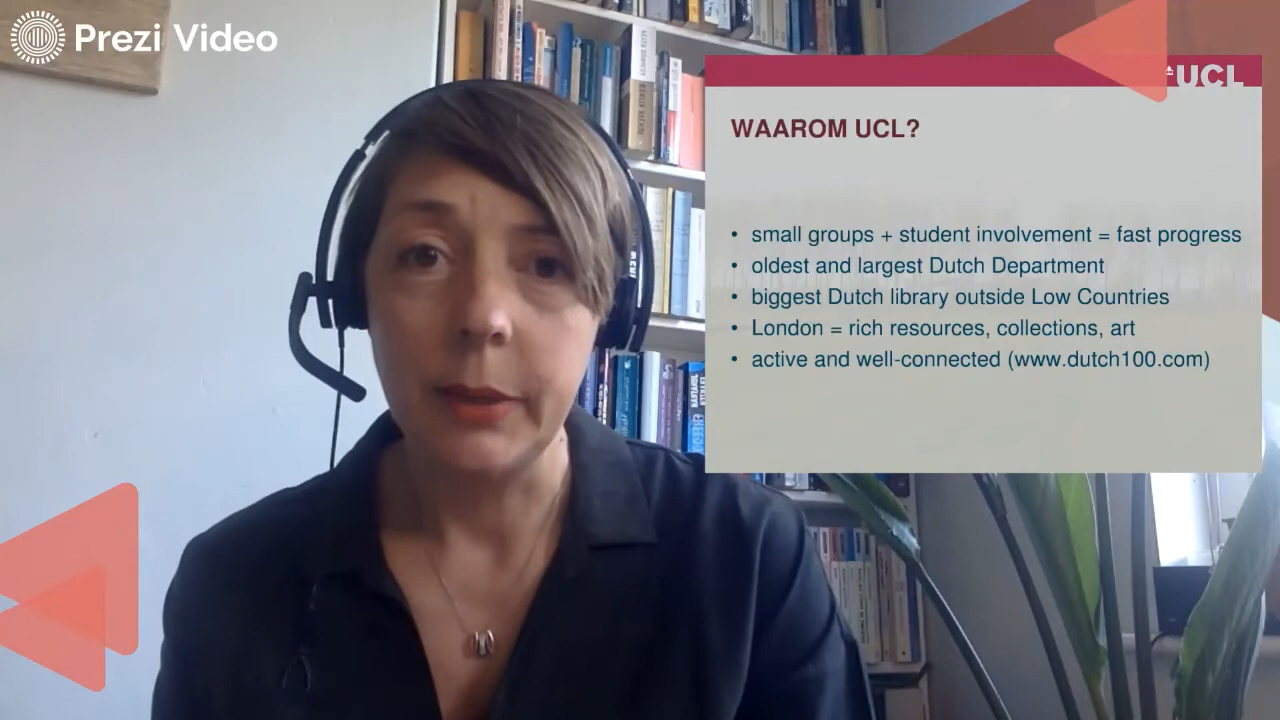 Prezi Video
UCL
WAAROM UCL?
• small groups + student involvement = fast progress
• oldest and largest Dutch Department
• biggest Dutch library outside Low Countries
• London = rich resources, collections, art
• active and well-connected (www.dutch100.com)